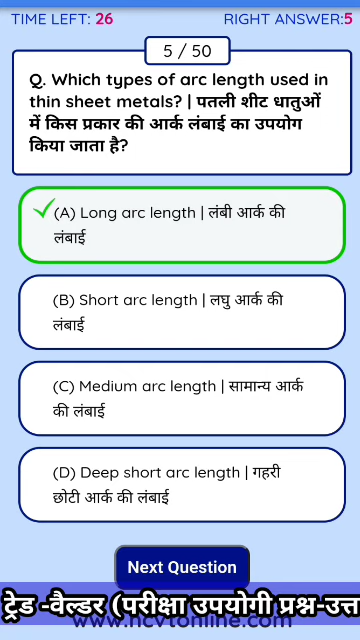 TIME LEFT: 26 RIGHT ANSWER:5
5 / 50
Q. Which types of arc length used in
thin sheet metals? | पतली शीट धातुओं
में किस प्रकार की आर्क लंबाई का उपयोग
किया जाता है?
(A) Long arc length | लंबी आर्क की
लंबाई
(B) Short arc length | लघु आर्क की
लंबाई
(C) Medium arc length | सामान्य आर्क
की लंबाई
(D) Deep short arc length | गहरी
छोटी आर्क की लंबाई
Next Question
ट्रेड -वैल्डर (परीक्षा उपयोगी प्रश्न-उत्त
www.ncvtonline.com